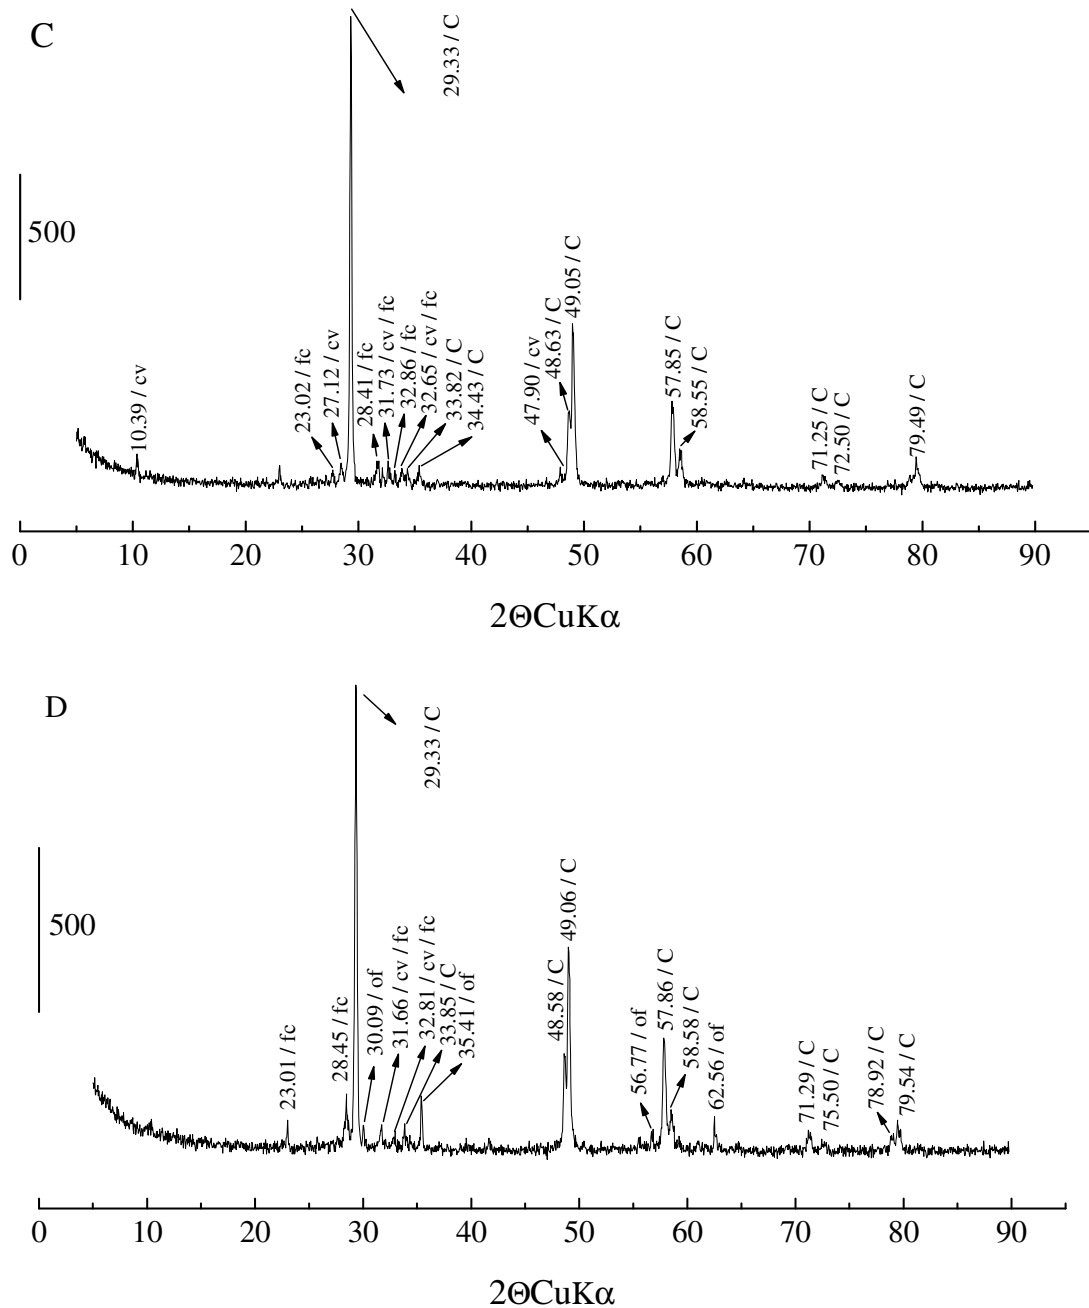 C
29.33 / C
500
10.39 / cv
23.02 / fc
27.12 / cv
28.41 / fc
31.73 / cv / fc
32.86 / fc
32.65 / cv / fc
33.82 / C
34.43 / C
47.90 / cv
48.63 / C
49.05 / C
57.85 / C
58.55 / C
71.25 / C
72.50 / C
79.49 / C
0 10 20 30 40 50 60 70 80 90
2ΘCuKα
D
29.33 / C
500
23.01 / fc
28.45 / fc
30.09 / of
31.66 / cv / fc
32.81 / cv / fc
33.85 / C
35.41 / of
48.58 / C
49.06 / C
56.77 / of
57.86 / C
58.58 / C
62.56 / of
71.29 / C
75.50 / C
78.92 / C
79.54 / C
0 10 20 30 40 50 60 70 80 90
2ΘCuKα